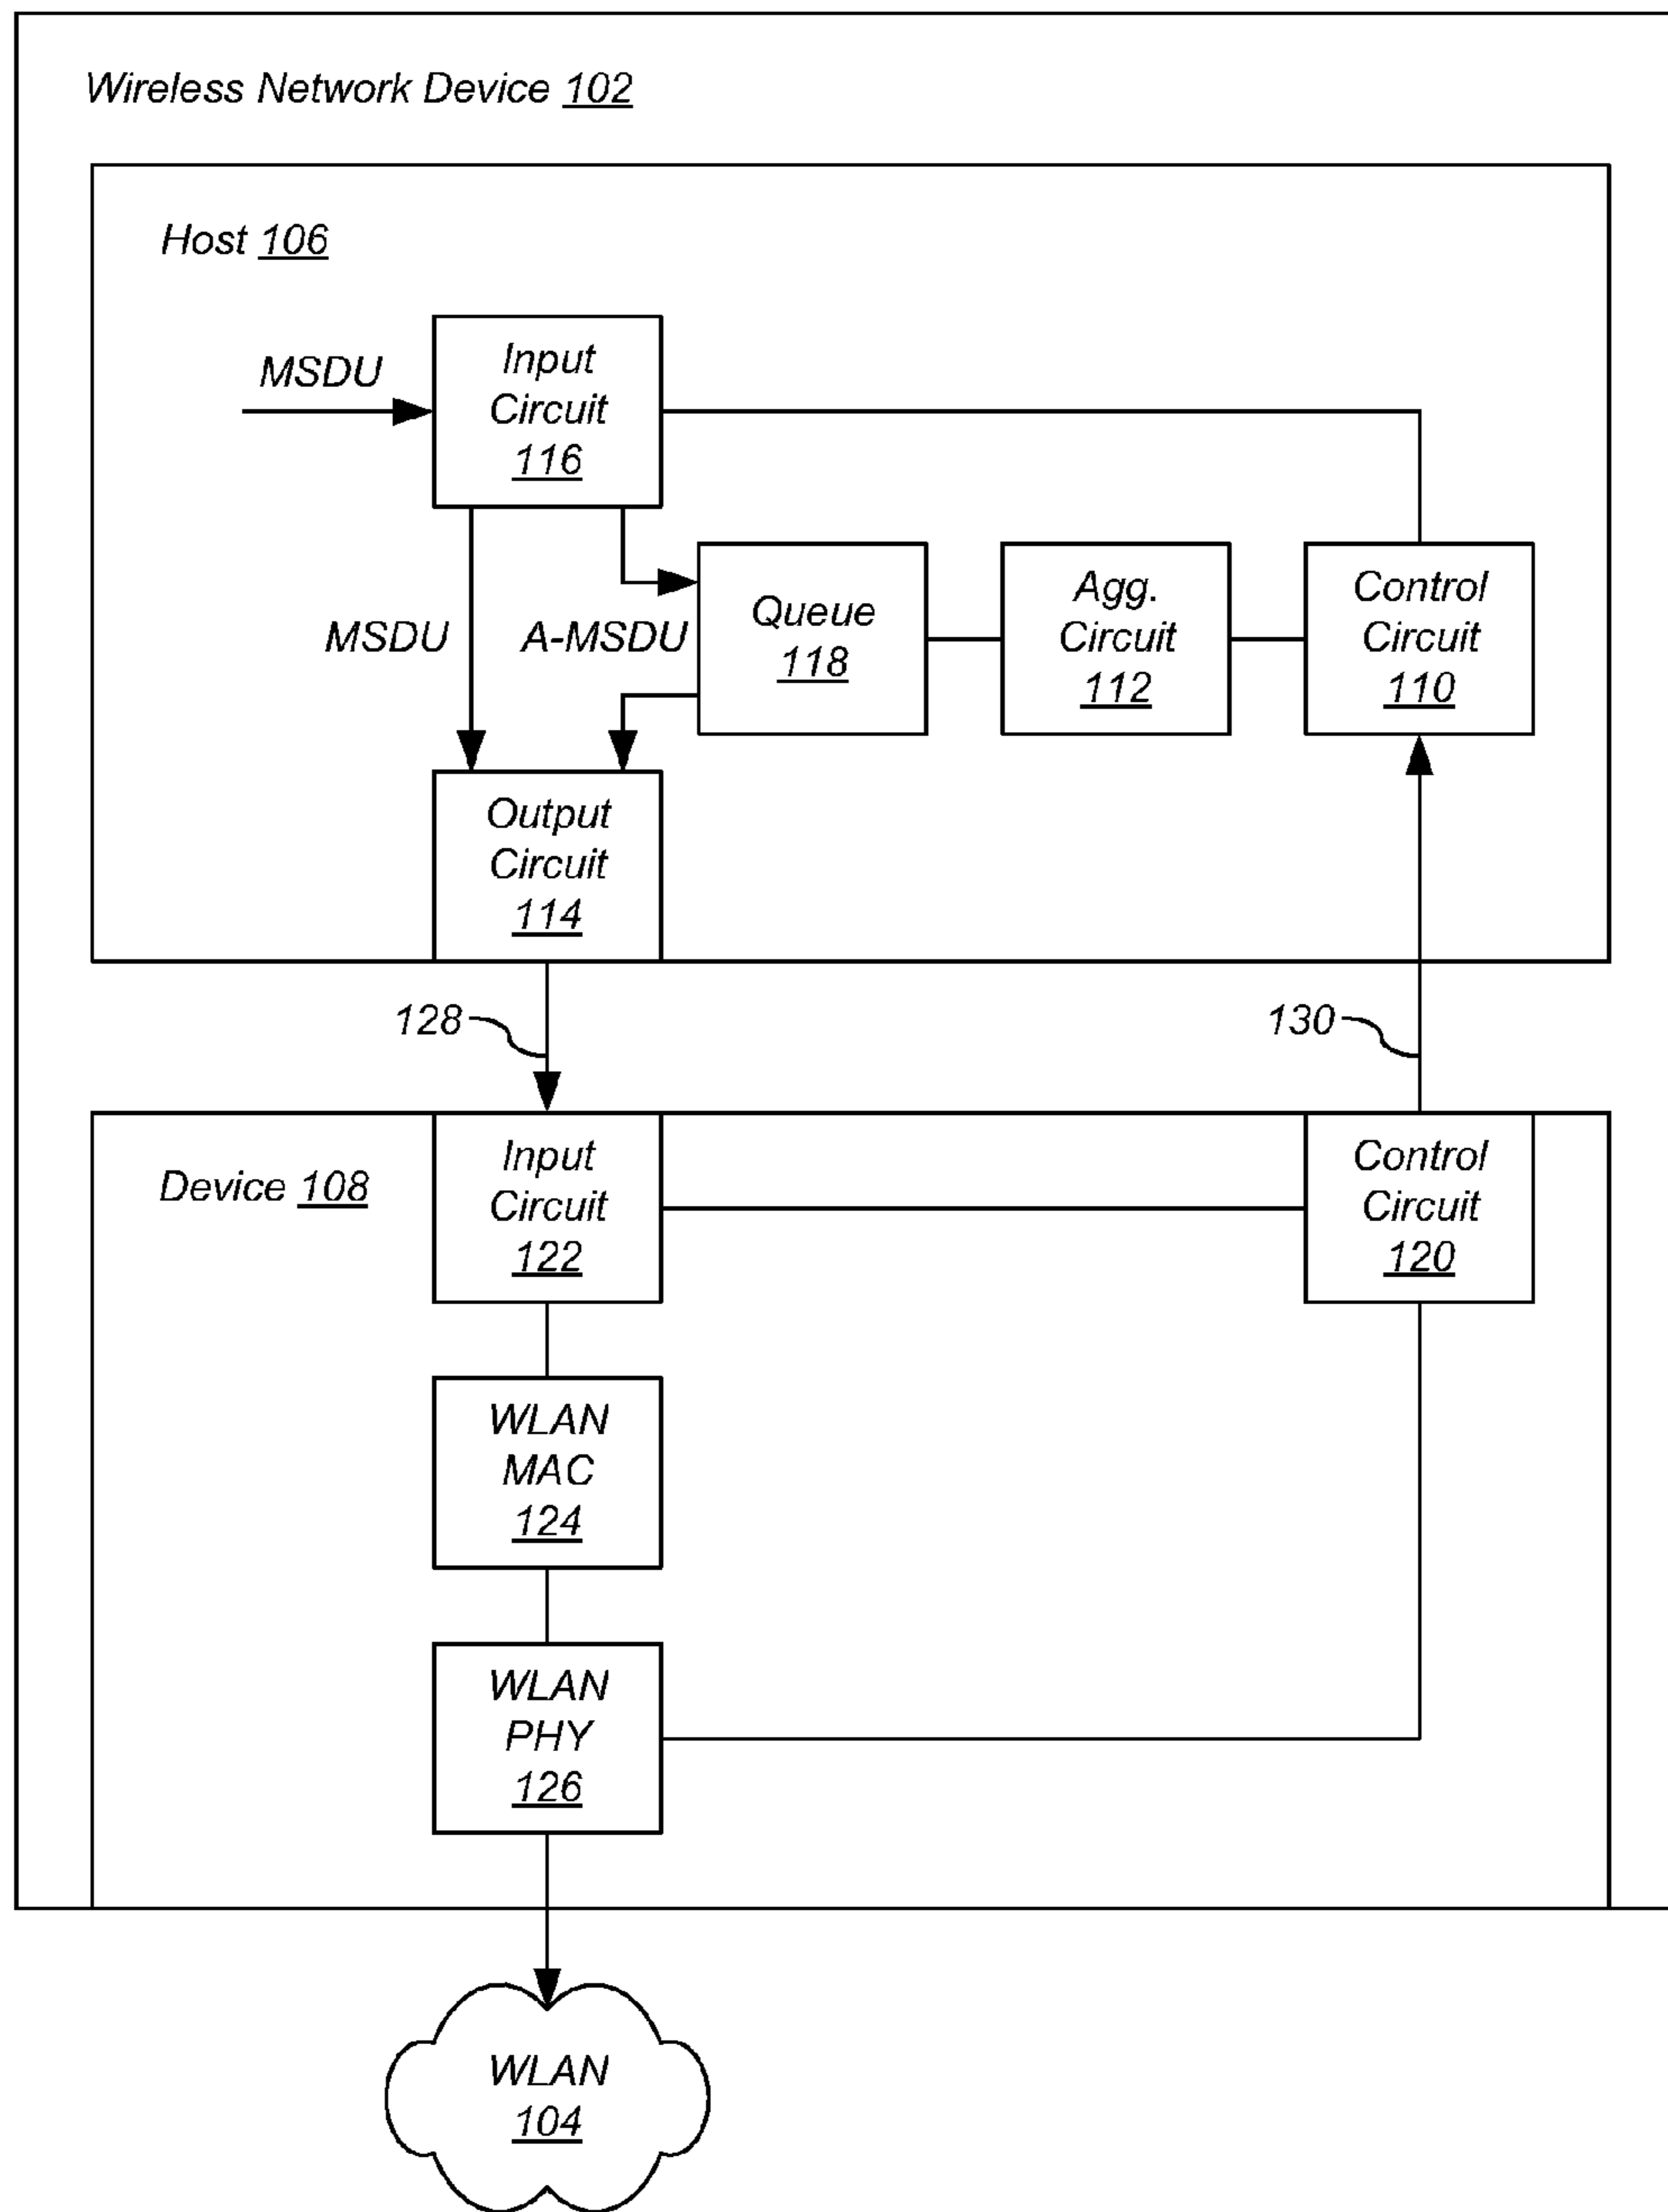 Wireless Network Device 102
Host 106
MSDU
Input
Circuit
116
MSDU
A-MSDU
Queue
118
Agg.
Circuit
112
Control
Circuit
110
Output
Circuit
114
128
130
Device 108
Input
Circuit
122
Control
Circuit
120
WLAN
MAC
124
WLAN
PHY
126
WLAN
104